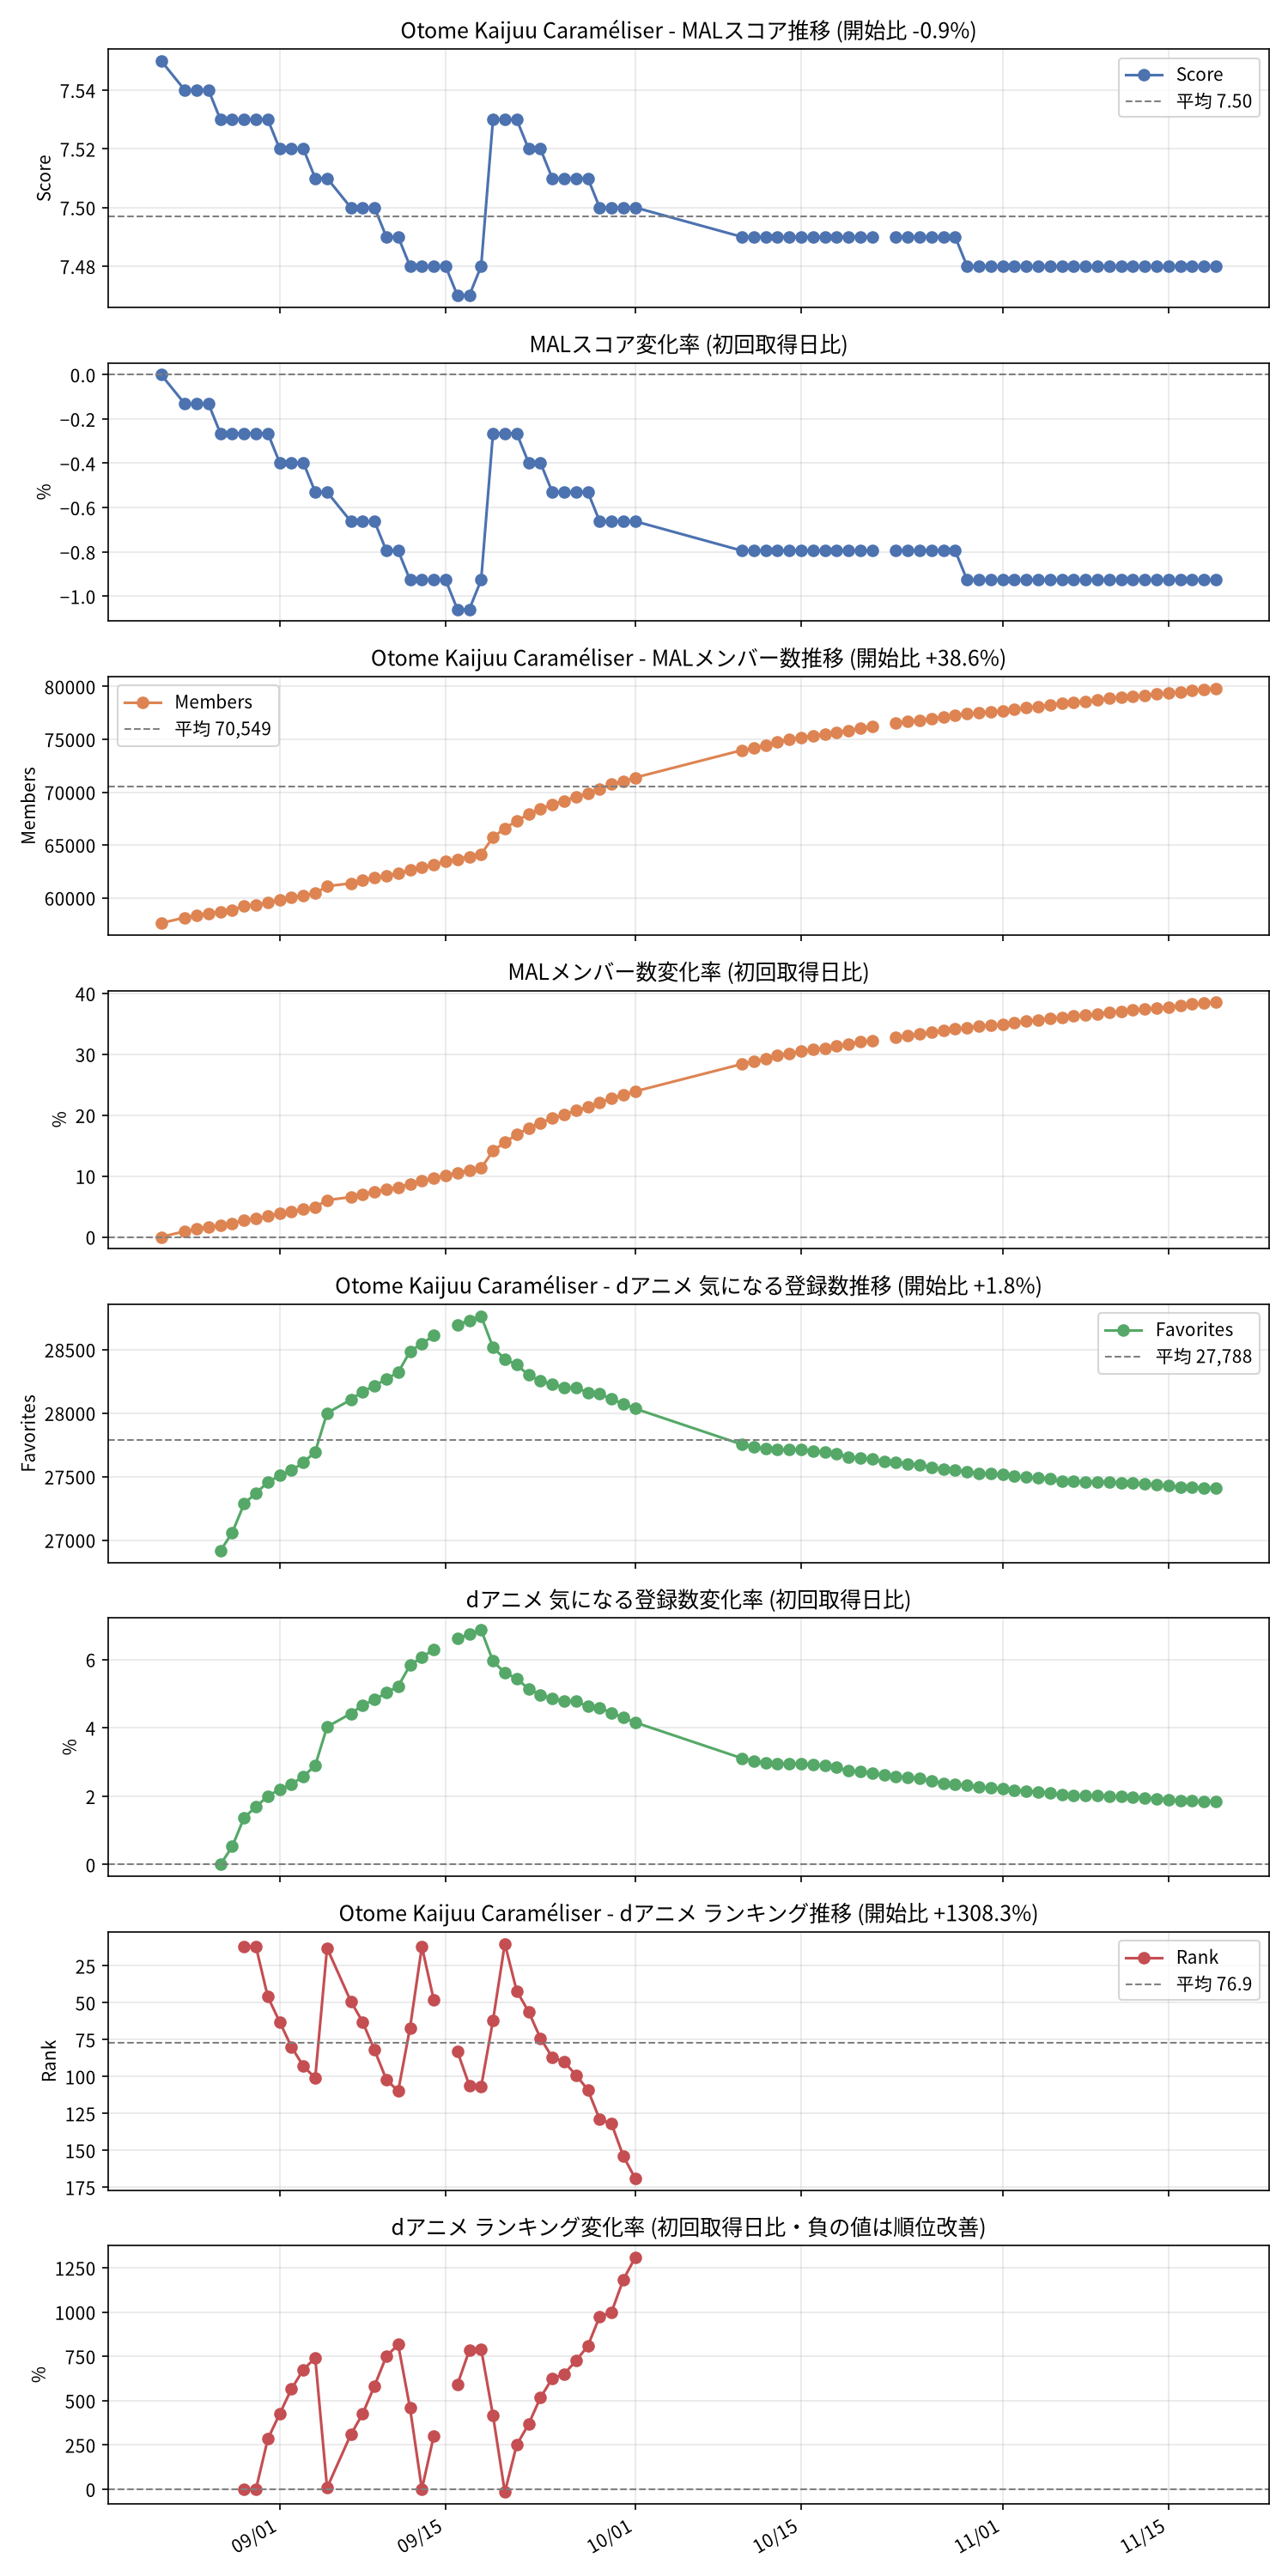 Otome Kaijuu Caraméliser - MALスコア推移 (開始比 -0.9%)
Score
7.54
7.52
7.50
7.48
Score
平均 7.50
MALスコア変化率 (初回取得日比)
%
0.0
−0.2
−0.4
−0.6
−0.8
−1.0
Otome Kaijuu Caraméliser - MALメンバー数推移 (開始比 +38.6%)
Members
80000
75000
70000
65000
60000
Members
平均 70,549
MALメンバー数変化率 (初回取得日比)
%
40
30
20
10
0
Otome Kaijuu Caraméliser - dアニメ 気になる登録数推移 (開始比 +1.8%)
Favorites
28500
28000
27500
27000
Favorites
平均 27,788
dアニメ 気になる登録数変化率 (初回取得日比)
%
6
4
2
0
Otome Kaijuu Caraméliser - dアニメ ランキング推移 (開始比 +1308.3%)
Rank
25
50
75
100
125
150
175
Rank
平均 76.9
dアニメ ランキング変化率 (初回取得日比・負の値は順位改善)
%
1250
1000
750
500
250
0
09/01
09/15
10/01
10/15
11/01
11/15